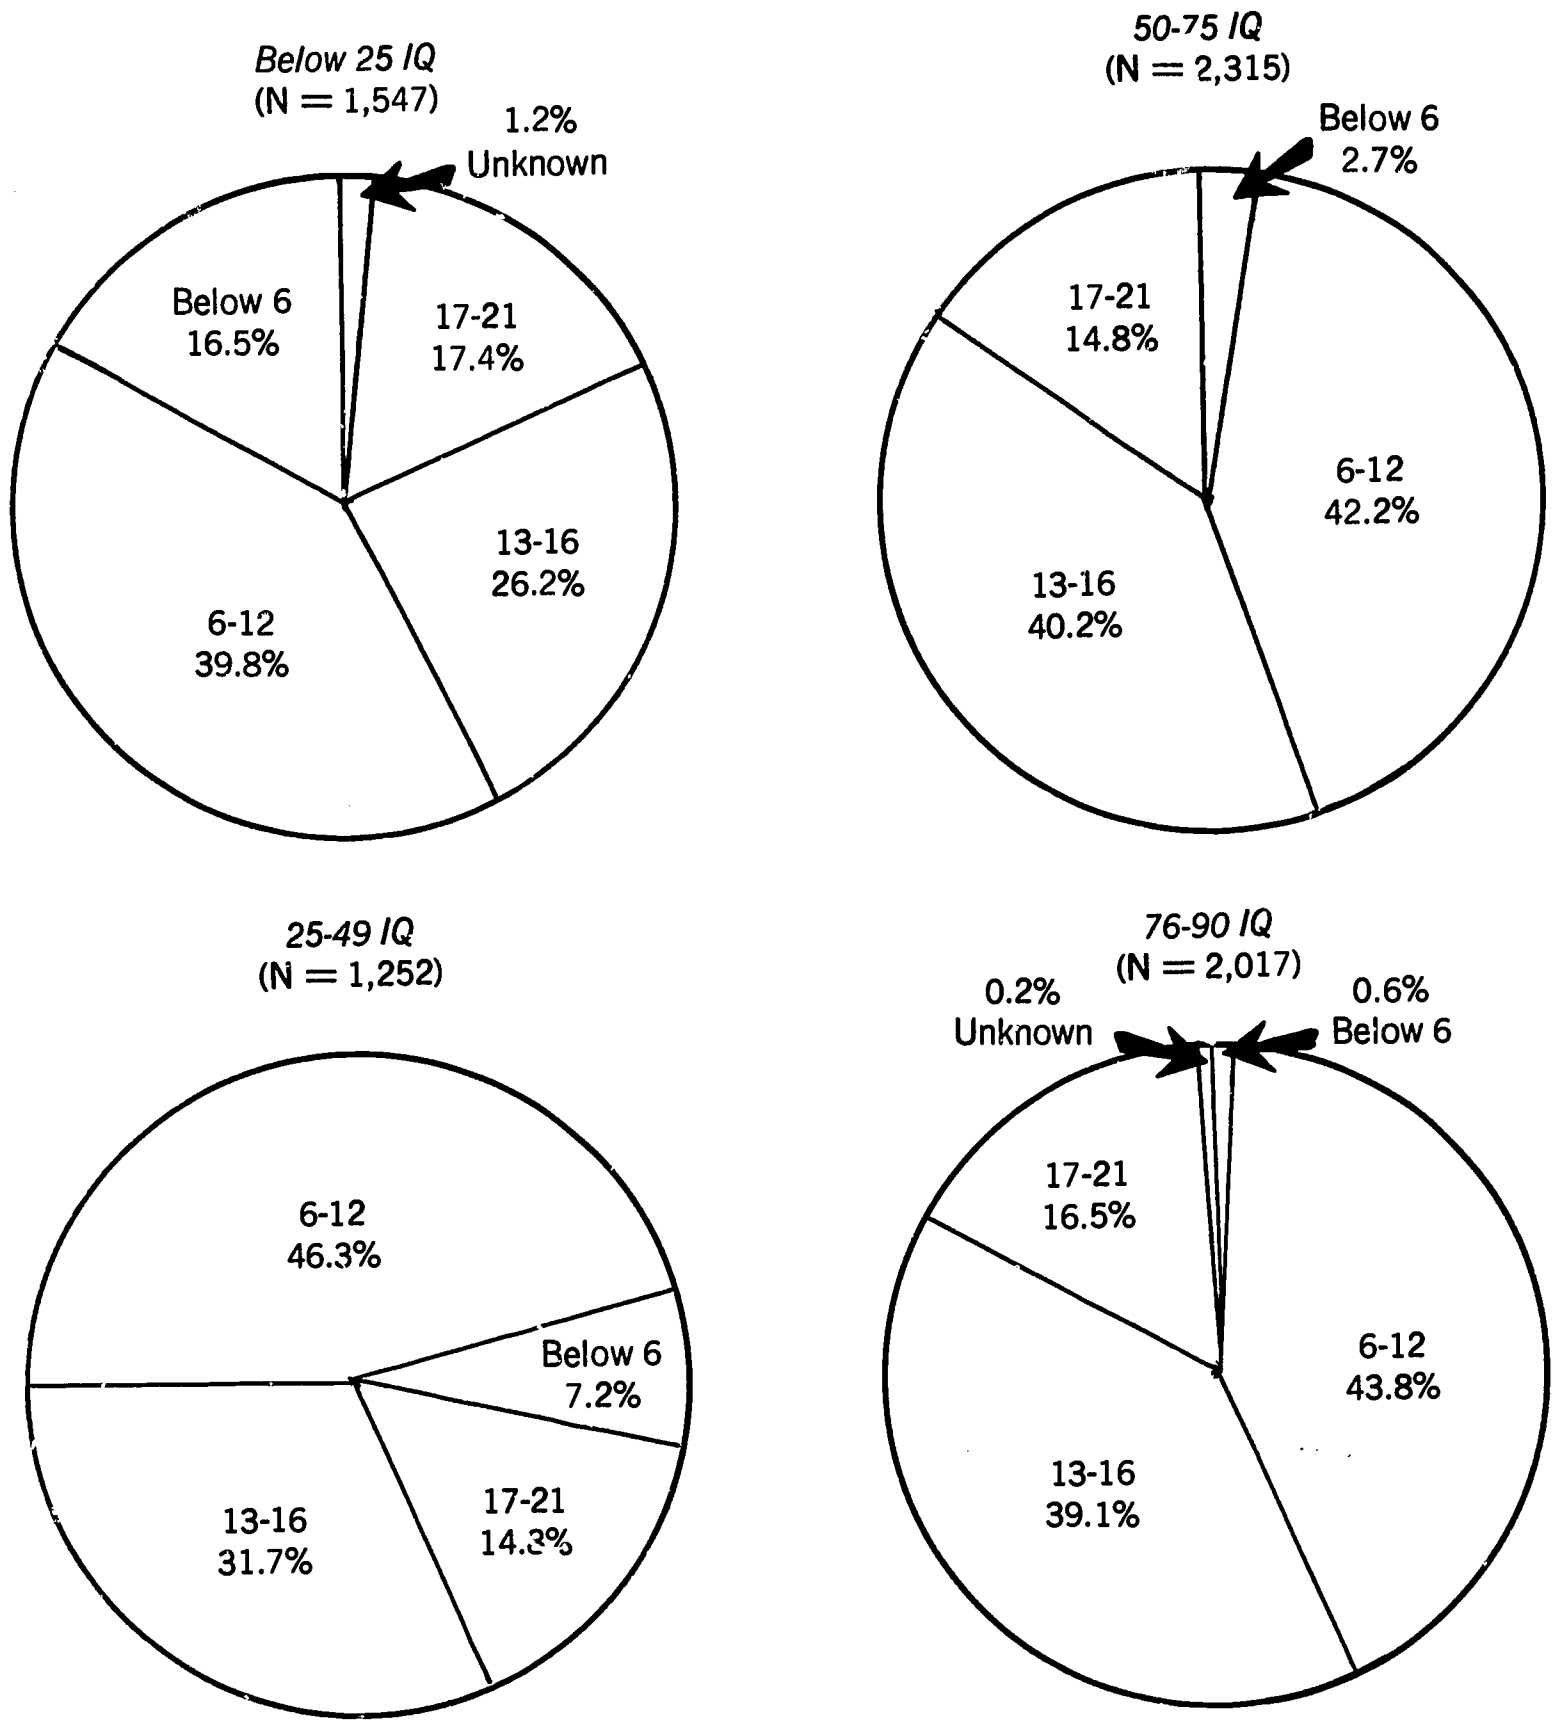 Below 25 IQ
(N = 1,547)
1.2%
Unknown
Below 6
16.5%
17-21
17.4%
13-16
26.2%
6-12
39.8%
50-75 IQ
(N = 2,315)
Below 6
2.7%
17-21
14.8%
6-12
42.2%
13-16
40.2%
25-49 IQ
(N = 1,252)
6-12
46.3%
Below 6
7.2%
17-21
13-16
31.7%
76-90 IQ
(N = 2,017)
0.2%
Unknown
0.6%
Below 6
17-21
16.5%
6-12
43.8%
13-16
39.1%